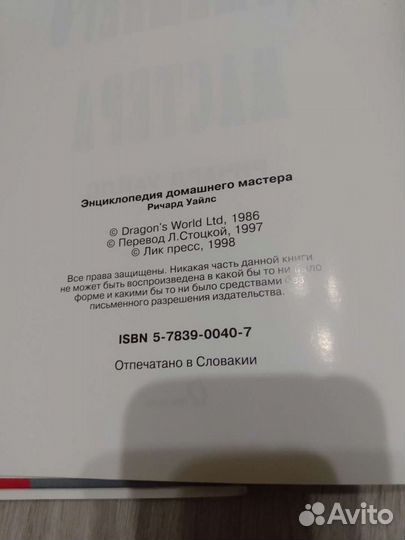 МАСТЕРА
Энциклопедия домашнего мастера
Ричард Уайлс
© Dragon's World Ltd, 1986
© Перевод Л.Стоцкой, 1997
© Лик пресс, 1998
Все права защищены. Никакая часть данной книги
не может быть воспроизведена в какой бы то ни было
форме и какими бы то ни было средствами без
письменного разрешения издательства.
ISBN 5-7839-0040-7
Отпечатано в Словакии
Avito